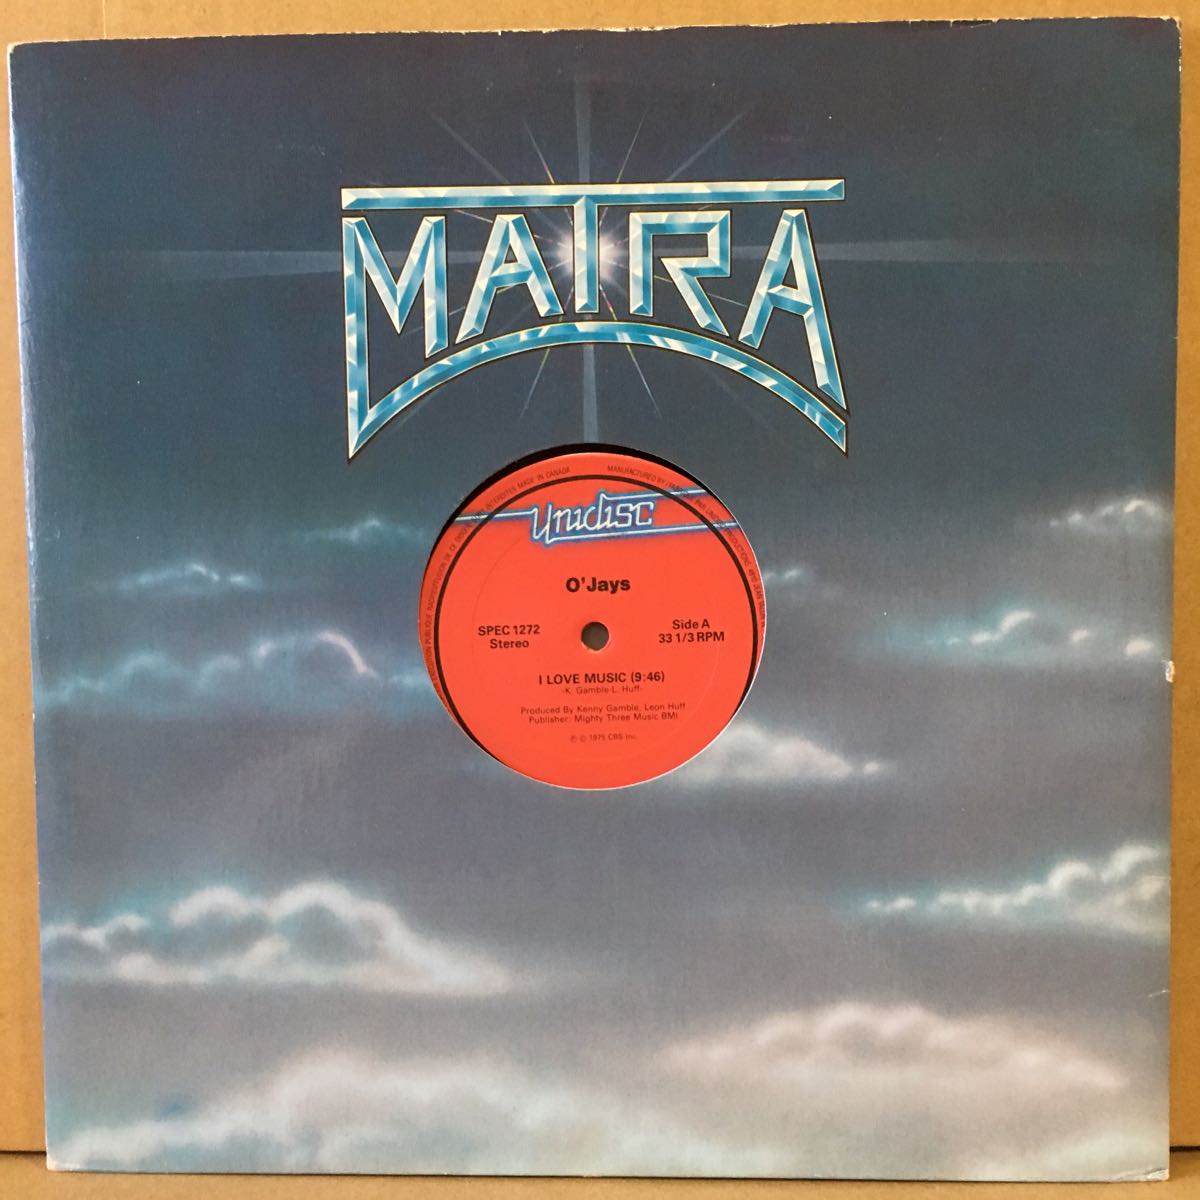 MATRA
MADE IN CANADA
MANUFACTURED BY /
Unidisc
O'Jays
SPEC 1272
Stereo
Side A
33 1/3 RPM
I LOVE MUSIC (9:46)
-K. Gamble-L. Huff-
Produced By Kenny Gamble, Leon Huff
Publisher: Mighty Three Music BMI
℗ © 1975 CBS Inc.